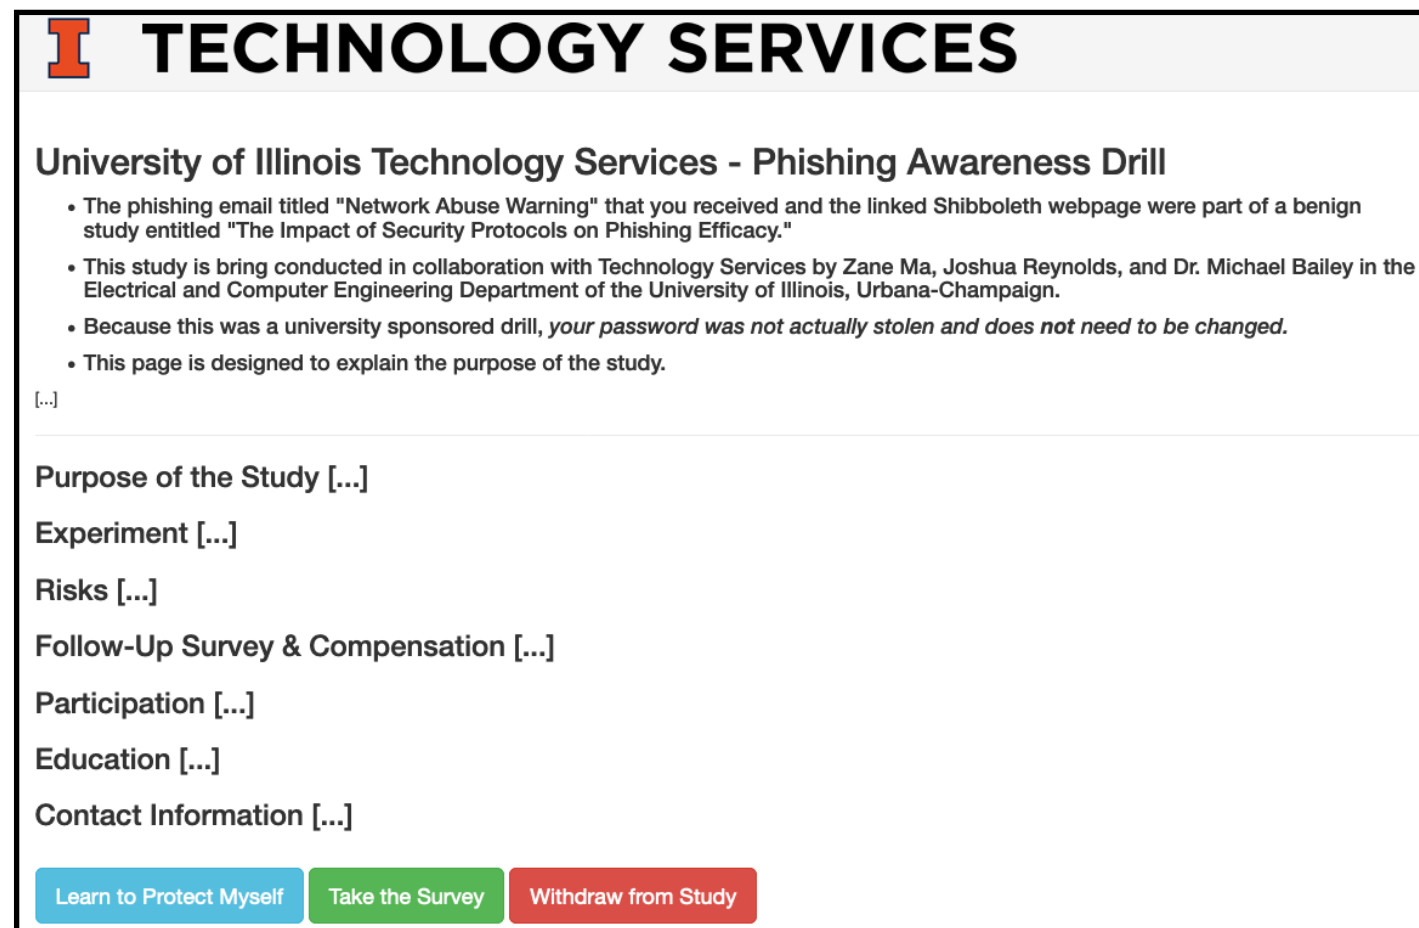 I TECHNOLOGY SERVICES
University of Illinois Technology Services - Phishing Awareness Drill
• The phishing email titled "Network Abuse Warning" that you received and the linked Shibboleth webpage were part of a benign
study entitled "The Impact of Security Protocols on Phishing Efficacy."
• This study is bring conducted in collaboration with Technology Services by Zane Ma, Joshua Reynolds, and Dr. Michael Bailey in the
Electrical and Computer Engineering Department of the University of Illinois, Urbana-Champaign.
• Because this was a university sponsored drill, your password was not actually stolen and does not need to be changed.
• This page is designed to explain the purpose of the study.
[...]
Purpose of the Study [...]
Experiment [...]
Risks [...]
Follow-Up Survey & Compensation [...]
Participation [...]
Education [...]
Contact Information [...]
Learn to Protect Myself Take the Survey Withdraw from Study